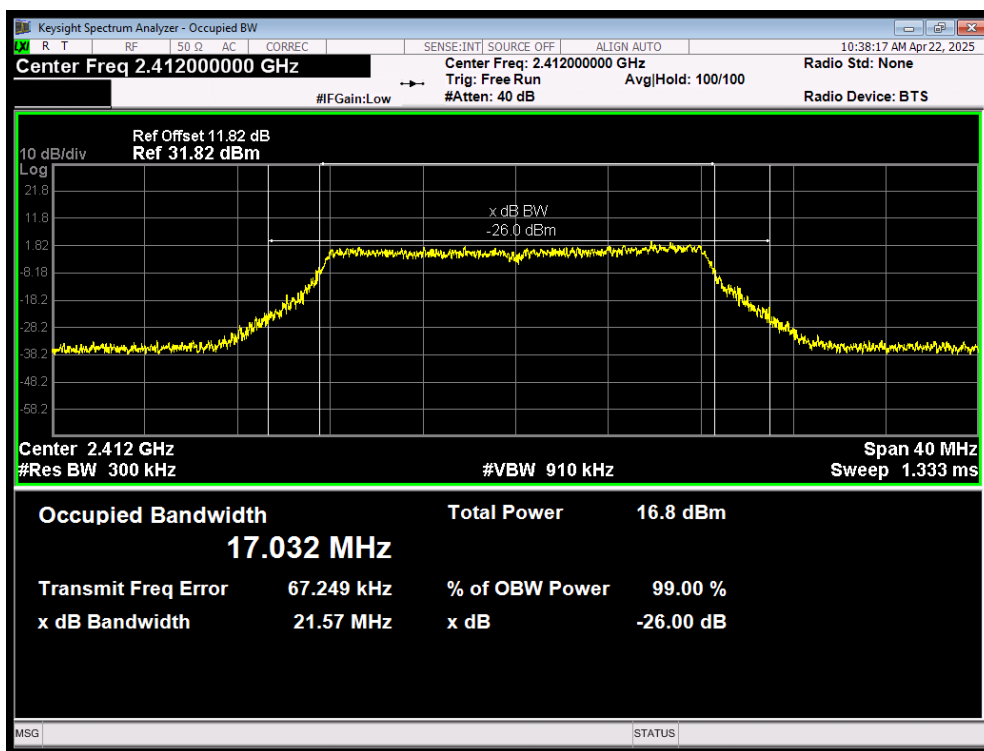 Keysight Spectrum Analyzer - Occupied BW
LXI R T RF 50 Ω AC CORREC SENSE:INT SOURCE OFF ALIGN AUTO 10:38:17 AM Apr 22, 2025
Center Freq 2.412000000 GHz Center Freq: 2.412000000 GHz Radio Std: None
Trig: Free Run Avg|Hold: 100/100
#IFGain:Low #Atten: 40 dB Radio Device: BTS
Ref Offset 11.82 dB
10 dB/div Ref 31.82 dBm
Log
21.8
11.8
x dB BW
-26.0 dBm
1.82
-8.18
-18.2
-28.2
-38.2
-48.2
-58.2
Center 2.412 GHz Span 40 MHz
#Res BW 300 kHz #VBW 910 kHz Sweep 1.333 ms
Occupied Bandwidth Total Power 16.8 dBm
17.032 MHz
Transmit Freq Error 67.249 kHz % of OBW Power 99.00 %
x dB Bandwidth 21.57 MHz x dB -26.00 dB
MSG STATUS